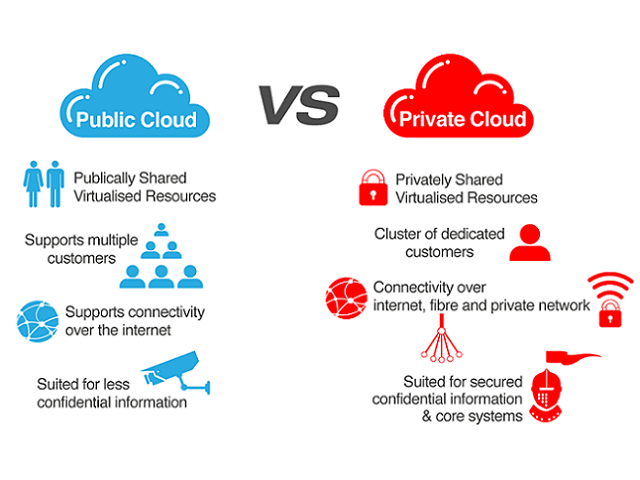 Public Cloud
VS
Private Cloud
Publically Shared
Virtualised Resources
Supports multiple
customers
Supports connectivity
over the internet
Suited for less
confidential information
Privately Shared
Virtualised Resources
Cluster of dedicated
customers
Connectivity over
internet, fibre and private network
Suited for secured
confidential information
& core systems